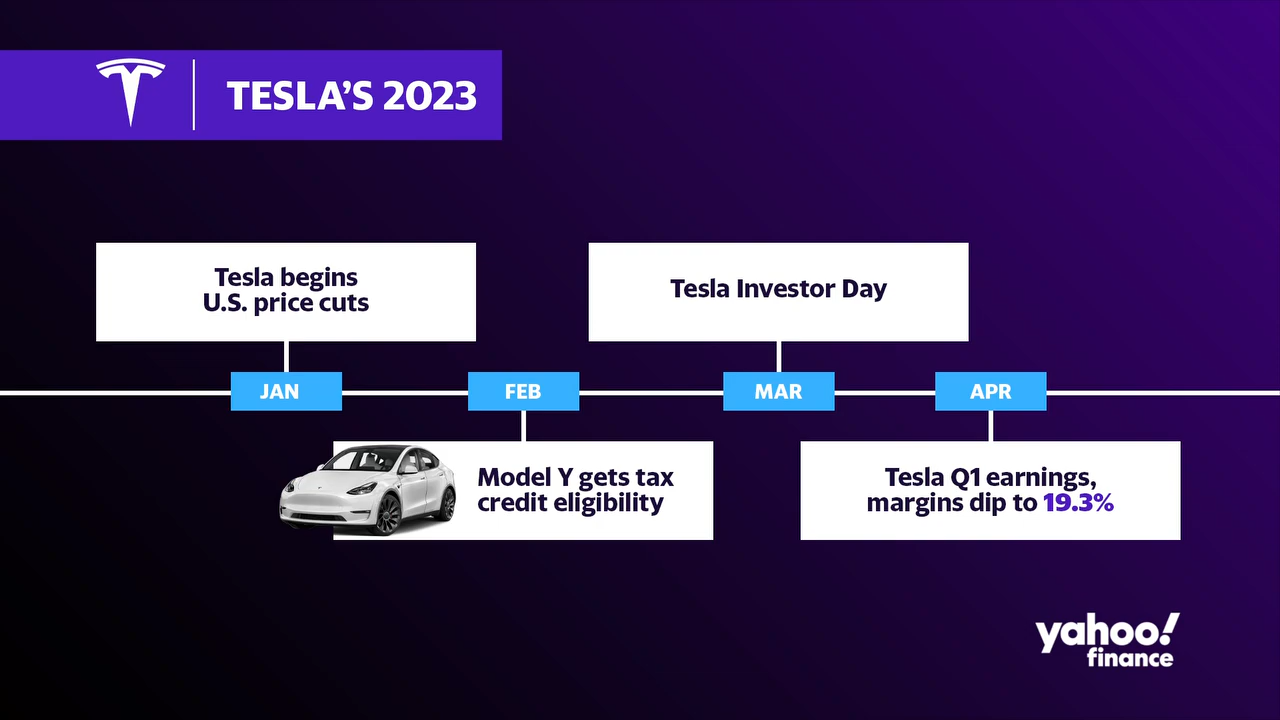 TESLA’S 2023
Tesla begins
U.S. price cuts
Tesla Investor Day
JAN
FEB
MAR
APR
Model Y gets tax
credit eligibility
Tesla Q1 earnings,
margins dip to 19.3%
yahoo!
finance